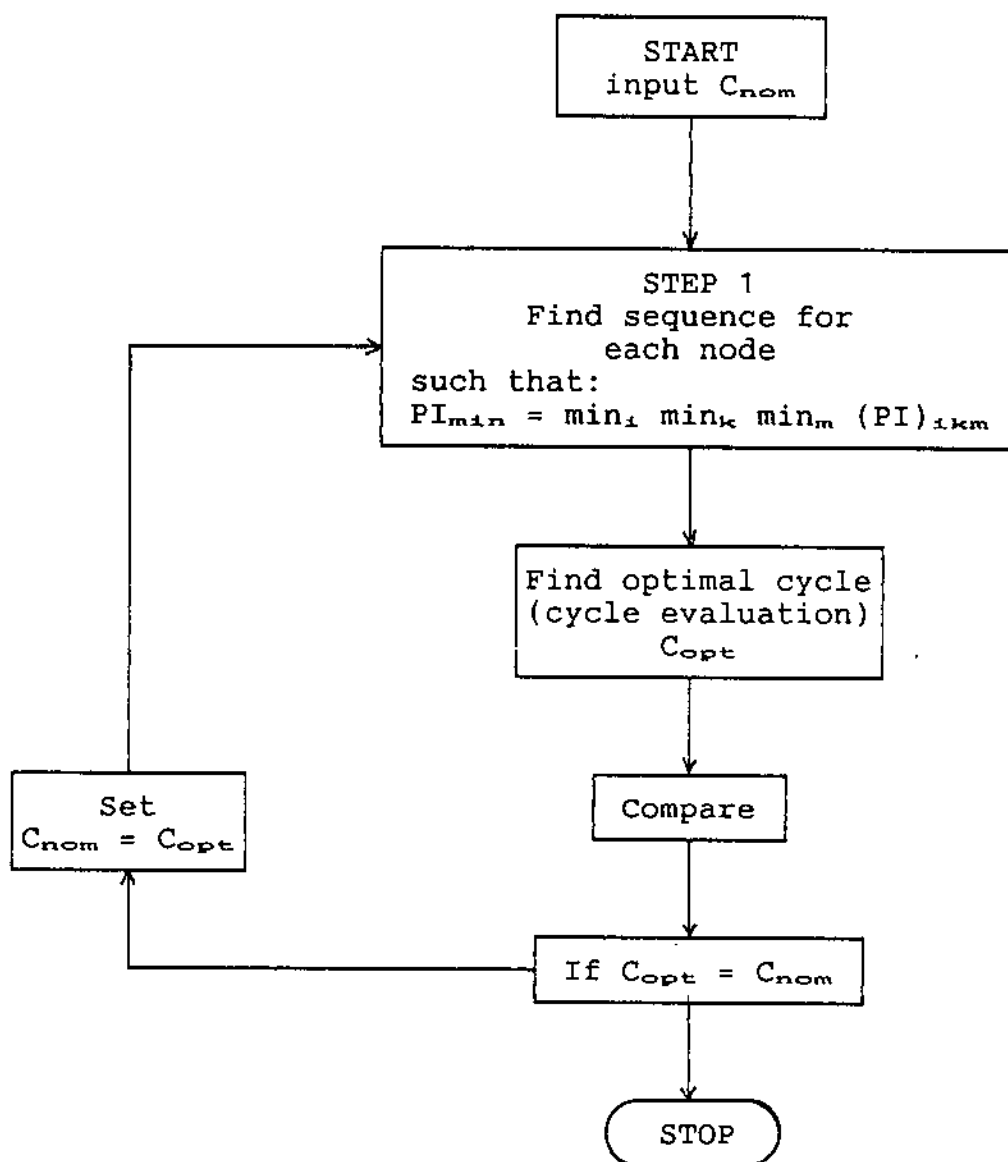 START
input Cnom
STEP 1
Find sequence for
each node
such that:
PImin = mini mink minm (PI)ikm
Find optimal cycle
(cycle evaluation)
Copt
Compare
Set
Cnom = Copt
If Copt = Cnom
STOP